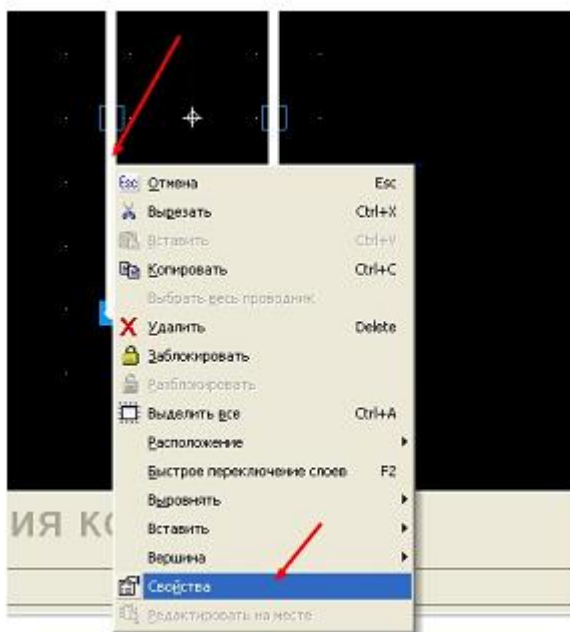 Esc Отмена Esc
Вырезать Ctrl+X
Вставить Ctrl+V
Копировать Ctrl+C
Выбрать весь проводник
Удалить Delete
Заблокировать
Разблокировать
Выделить все Ctrl+A
Расположение
Быстрое переключение слоев F2
Выровнять
Вставить
Вершина
ИЯ К
Свойства
Редактировать на месте